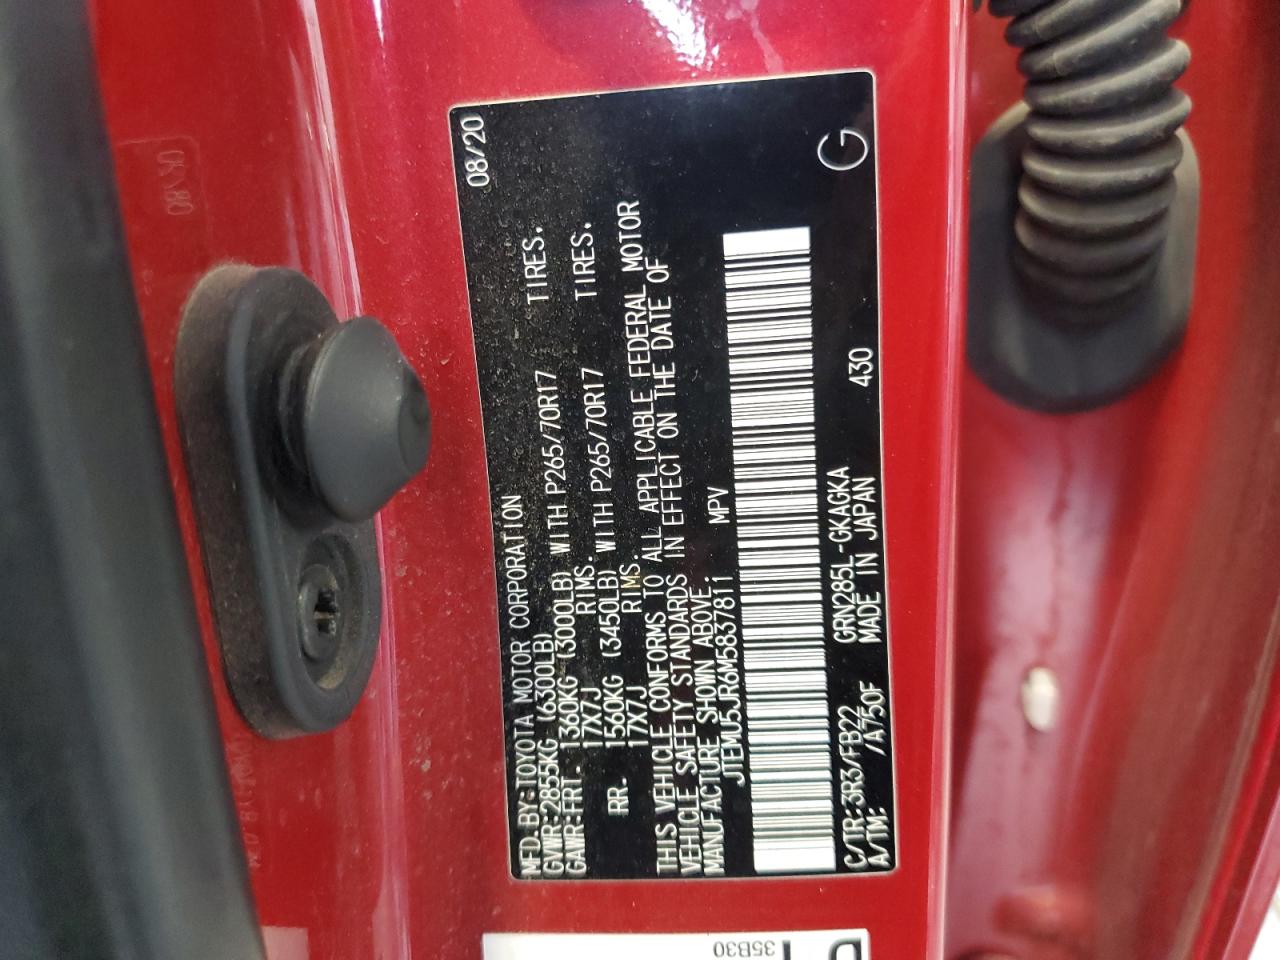 MFD.BY:TOYOTA MOTOR CORPORATION 08/20
GVWR:2855KG (6300LB)
GAWR:FRT. 1360KG (3000LB) WITH P265/70R17 TIRES.
17X7J RIMS.
RR. 1560KG (3450LB) WITH P265/70R17 TIRES.
17X7J RIMS.
THIS VEHICLE CONFORMS TO ALL APPLICABLE FEDERAL MOTOR
VEHICLE SAFETY STANDARDS IN EFFECT ON THE DATE OF
MANUFACTURE SHOWN ABOVE.
JTEMU5JR6M5837811 MPV
C/TR:3R3/FB22 GRN285L-GKAGKA 430
A/TM: /A750F MADE IN JAPAN
G
35B30